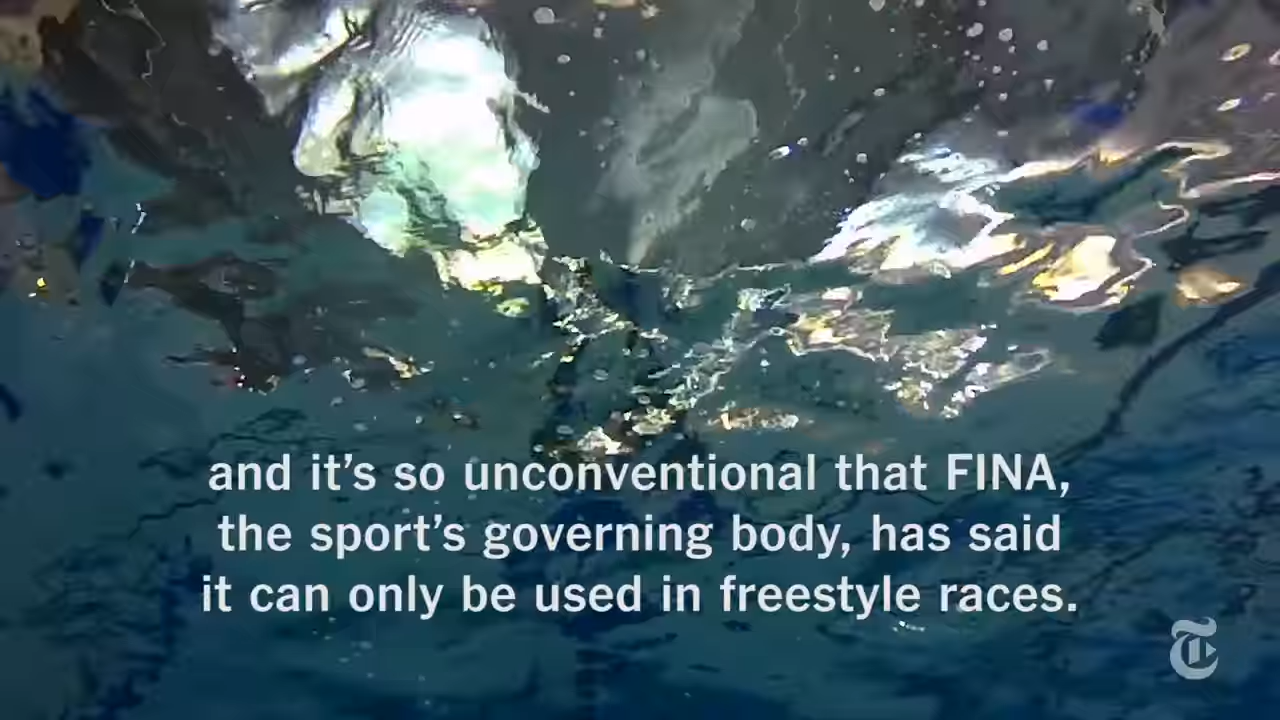 and it’s so unconventional that FINA,
the sport’s governing body, has said
it can only be used in freestyle races.
T